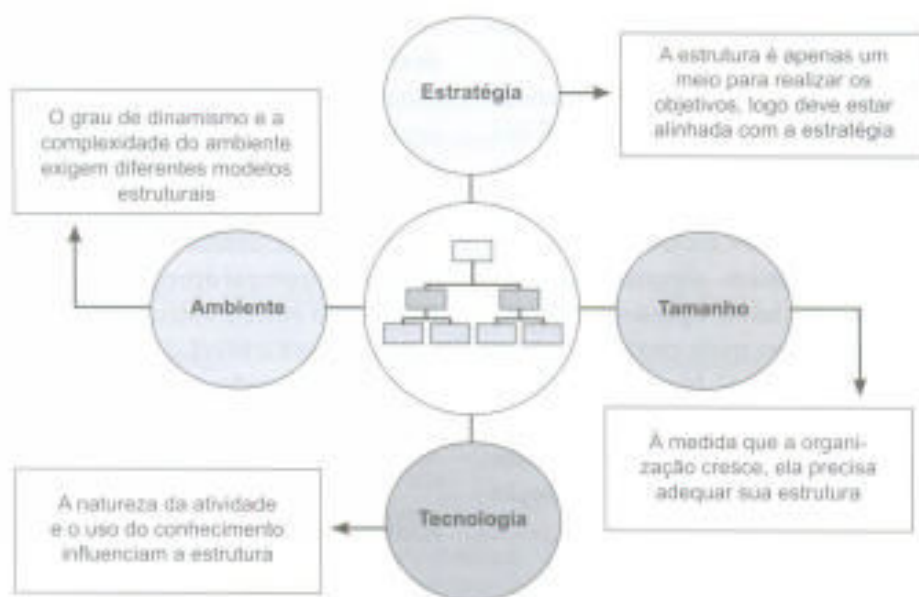 Estratégia
A estrutura é apenas um
meio para realizar os
objetivos, logo deve estar
alinhada com a estratégia
O grau de dinamismo e a
complexidade do ambiente
exigem diferentes modelos
estruturais
Ambiente
Tamanho
À medida que a organi-
zação cresce, ela precisa
adequar sua estrutura
Tecnologia
A natureza da atividade
e o uso do conhecimento
influenciam a estrutura